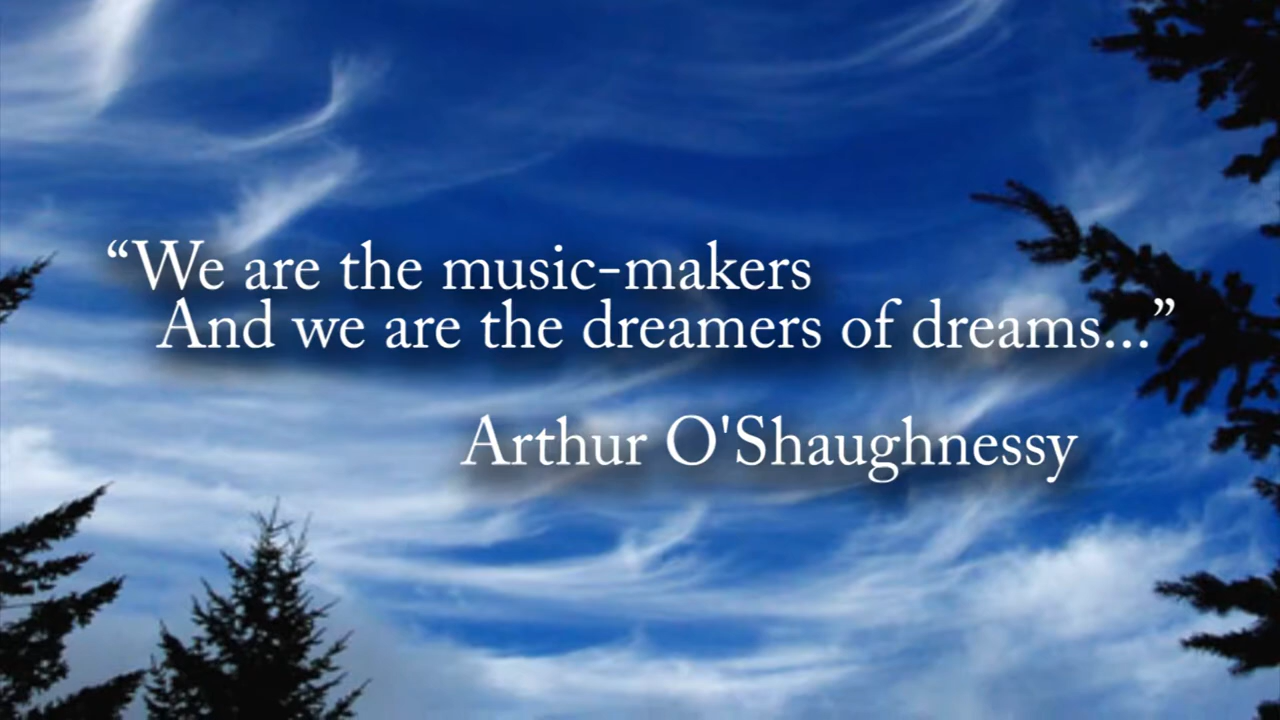 “We are the music-makers
And we are the dreamers of dreams...”
Arthur O'Shaughnessy